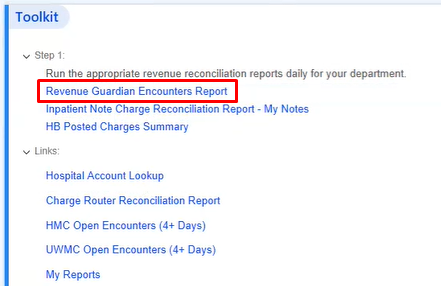 Toolkit
Step 1:
Run the appropriate revenue reconciliation reports daily for your department.
Revenue Guardian Encounters Report
Inpatient Note Charge Reconciliation Report - My Notes
HB Posted Charges Summary
Links:
Hospital Account Lookup
Charge Router Reconciliation Report
HMC Open Encounters (4+ Days)
UWMC Open Encounters (4+ Days)
My Reports